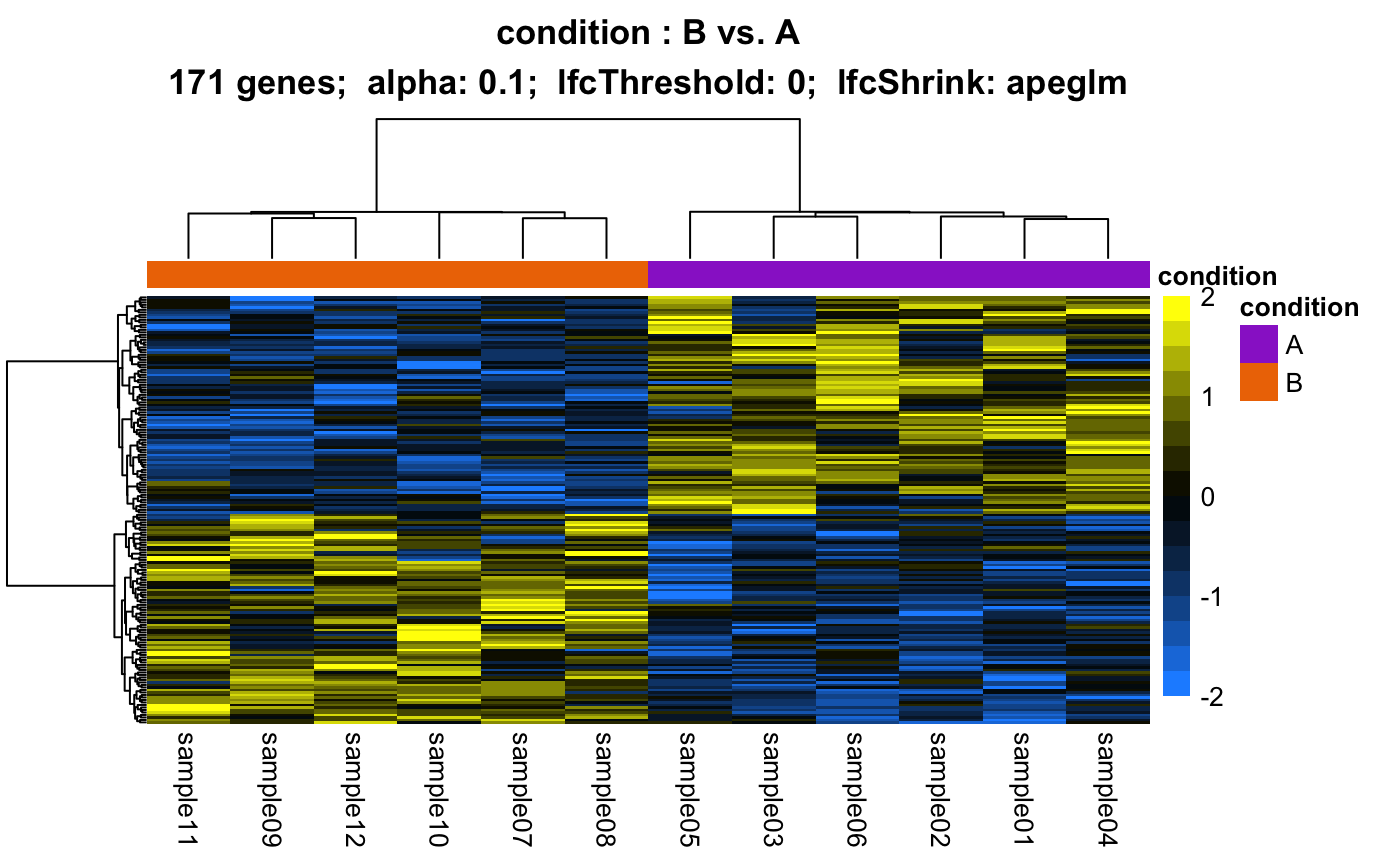 condition : B vs. A
171 genes;  alpha: 0.1;  lfcThreshold: 0;  lfcShrink: apeglm
condition
2
1
0
-1
-2
condition
A
B
sample11
sample09
sample12
sample10
sample07
sample08
sample05
sample03
sample06
sample02
sample01
sample04